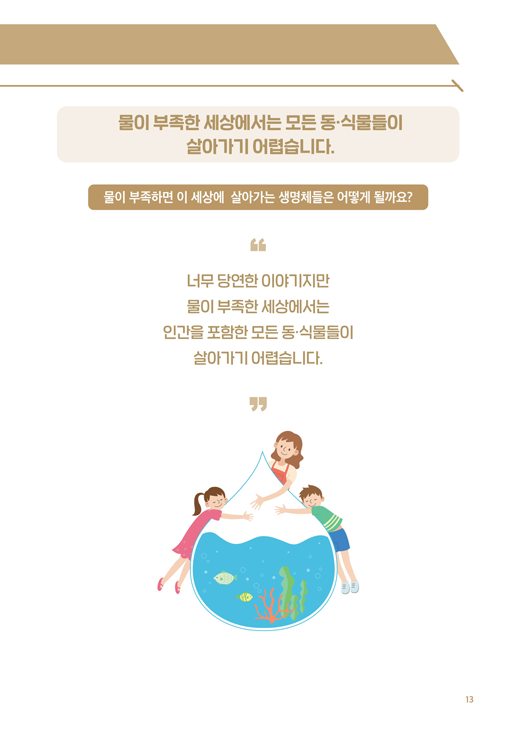 물이 부족한 세상에서는 모든 동·식물들이
살아가기 어렵습니다.
물이 부족하면 이 세상에 살아가는 생명체들은 어떻게 될까요?
“
너무 당연한 이야기지만
물이 부족한 세상에서는
인간을 포함한 모든 동·식물들이
살아가기 어렵습니다.
”
13